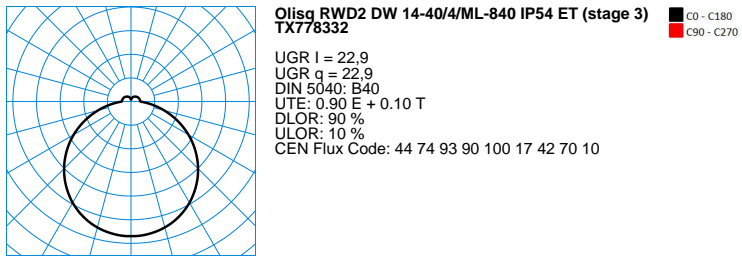 Olisq RWD2 DW 14-40/4/ML-840 IP54 ET (stage 3)
TX778332
UGR l = 22,9
UGR q = 22,9
DIN 5040: B40
UTE: 0.90 E + 0.10 T
DLOR: 90 %
ULOR: 10 %
CEN Flux Code: 44 74 93 90 100 17 42 70 10
C0 - C180
C90 - C270